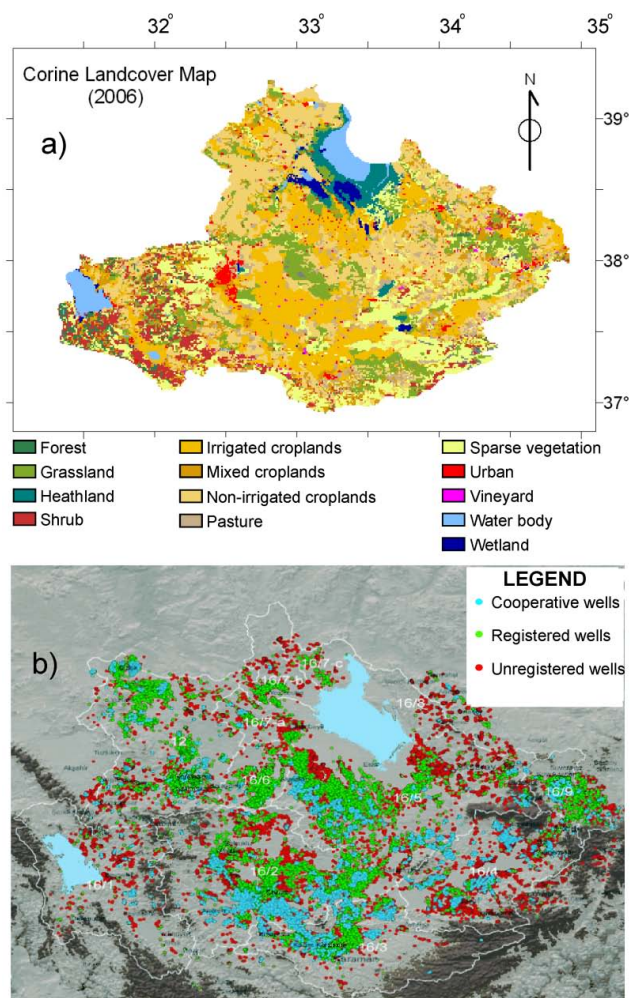 32° 33° 34° 35°
Corine Landcover Map
(2006)
N
a)
39°
38°
37°
Forest Irrigated croplands Sparse vegetation
Grassland Mixed croplands Urban
Heathland Non-irrigated croplands Vineyard
Shrub Pasture Water body
Wetland
b)
LEGEND
Cooperative wells
Registered wells
Unregistered wells
16/7 c
16/7 b
16/8
16/7 a
12
16/6
16/5
16/9
16/1
16/2
16/4
16/3